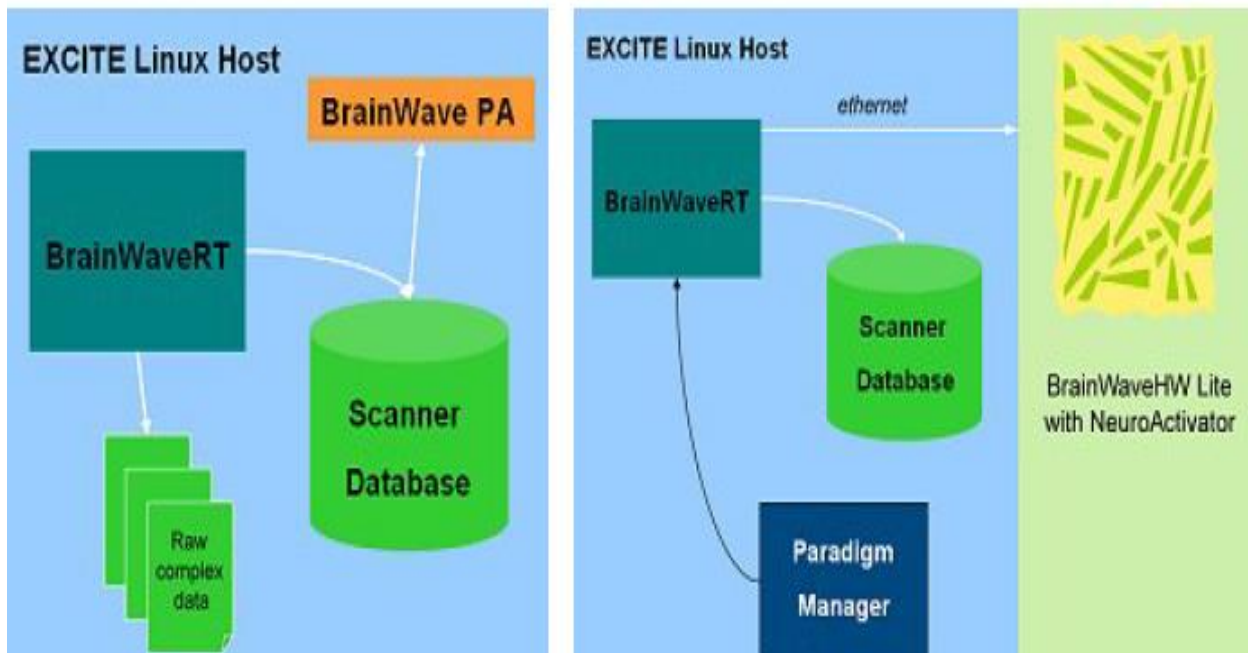 EXCITE Linux Host
BrainWave PA
BrainWaveRT
Scanner
Database
Raw
complex
data
EXCITE Linux Host
ethernet
BrainWaveRT
Scanner
Database
BrainWaveHW Lite
with NeuroActivator
Paradigm
Manager